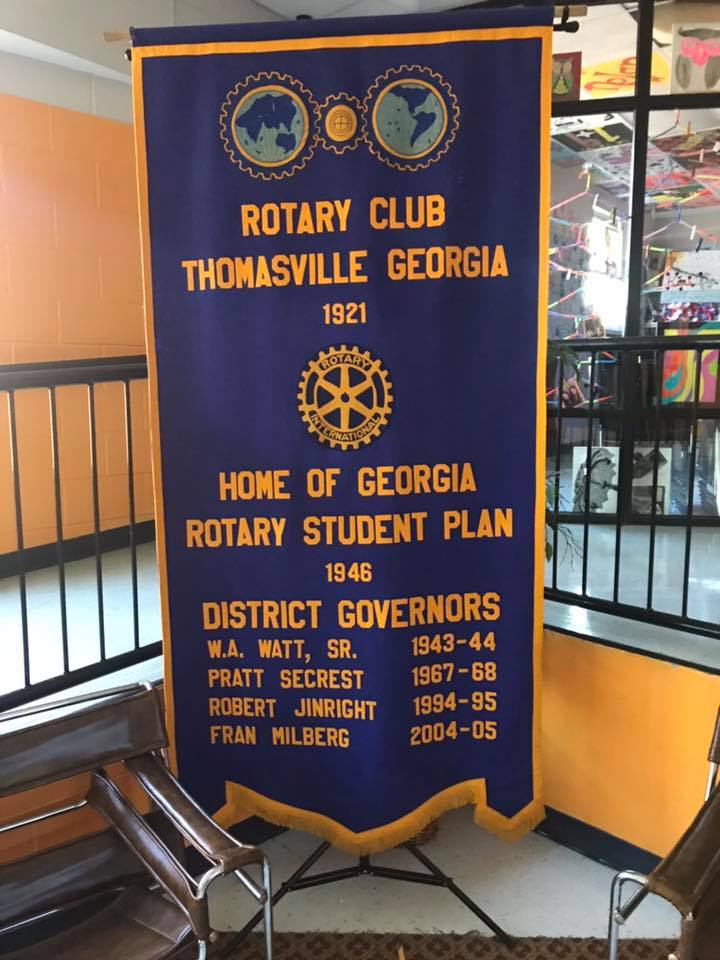 ROTARY CLUB
THOMASVILLE GEORGIA
1921
ROTARY
INTERNATIONAL
HOME OF GEORGIA
ROTARY STUDENT PLAN
1946
DISTRICT GOVERNORS
W.A. WATT, SR. 1943-44
PRATT SECREST 1967-68
ROBERT JINRIGHT 1994-95
FRAN MILBERG 2004-05